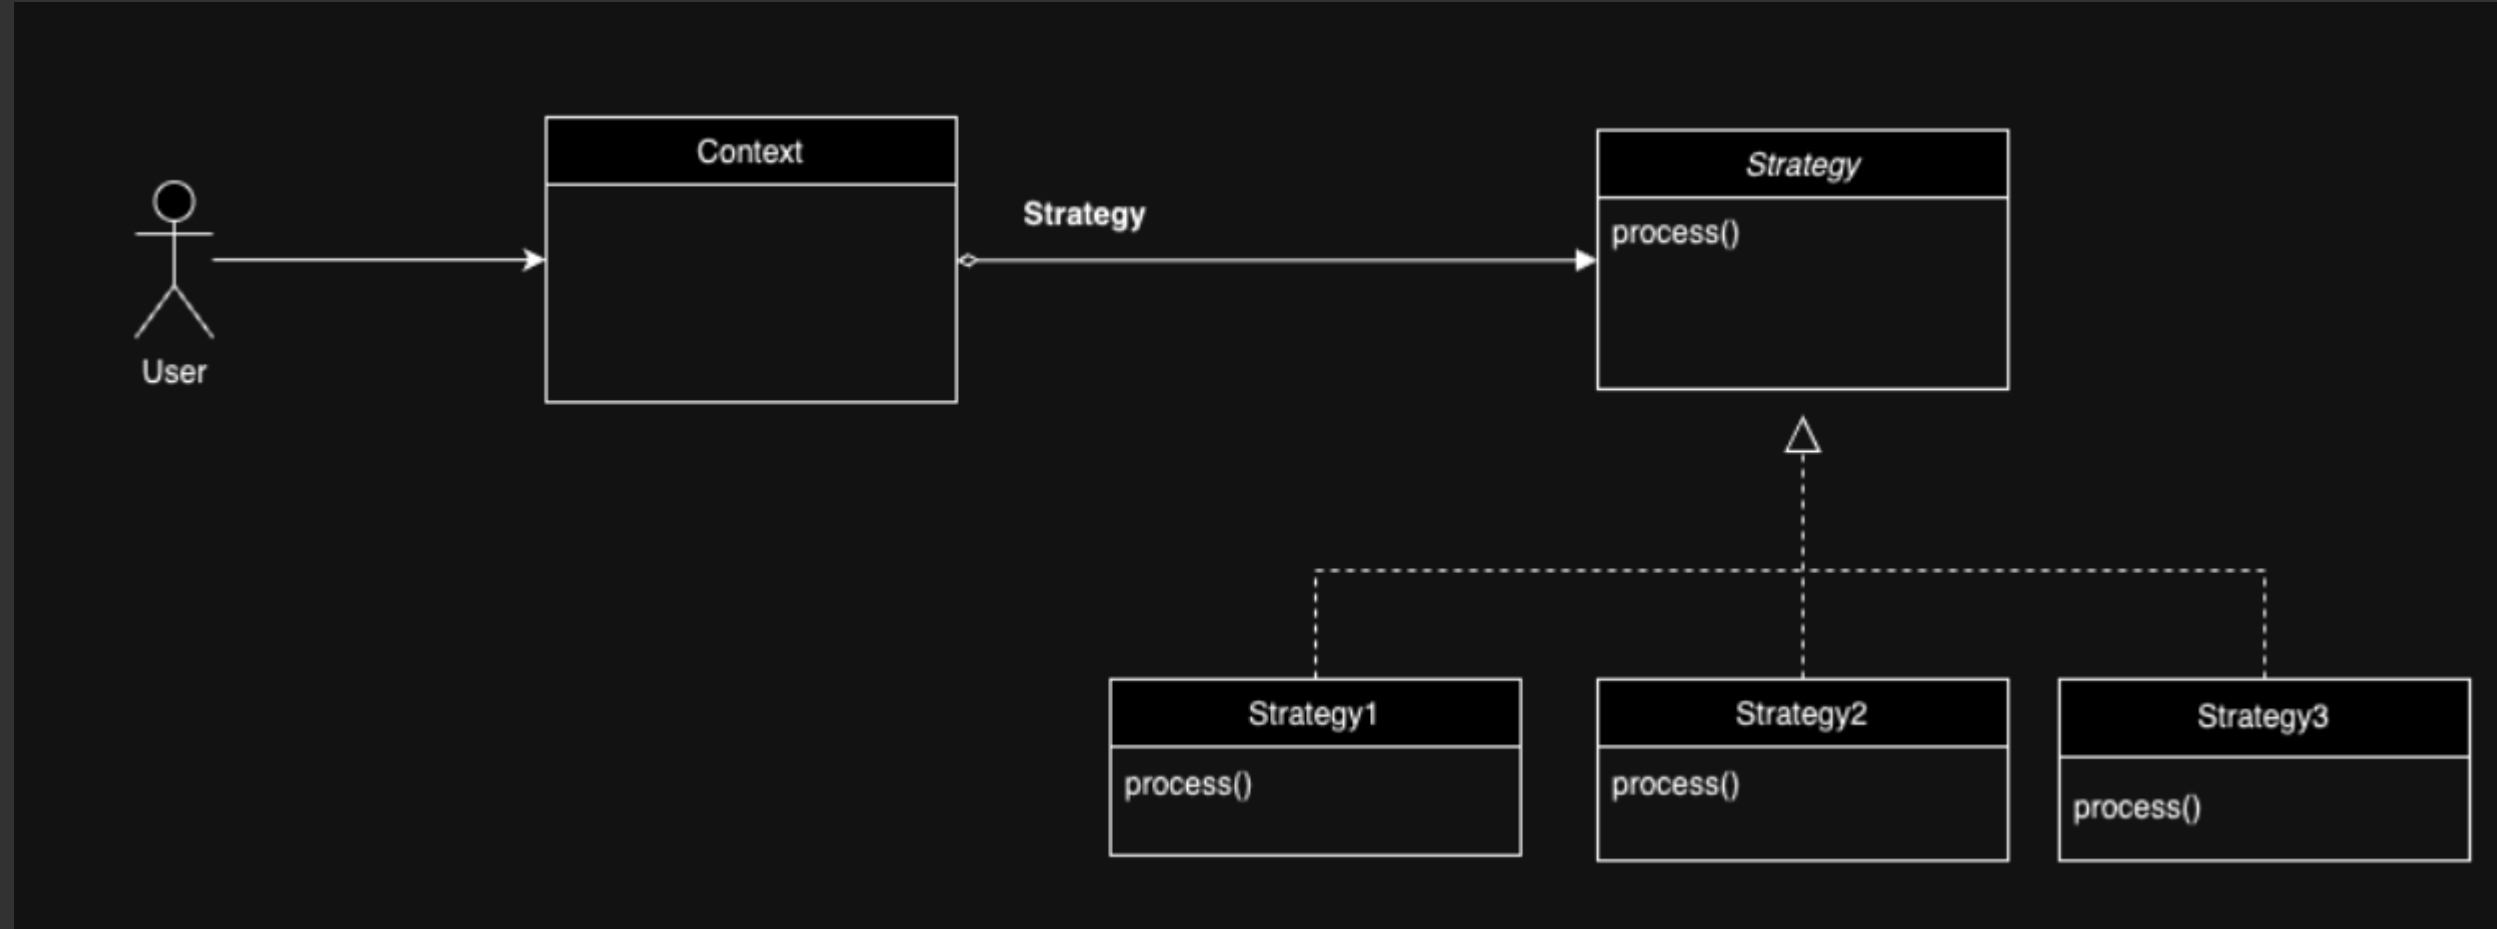 Context
Strategy
Strategy
process()
User
Strategy1
process()
Strategy2
process()
Strategy3
process()